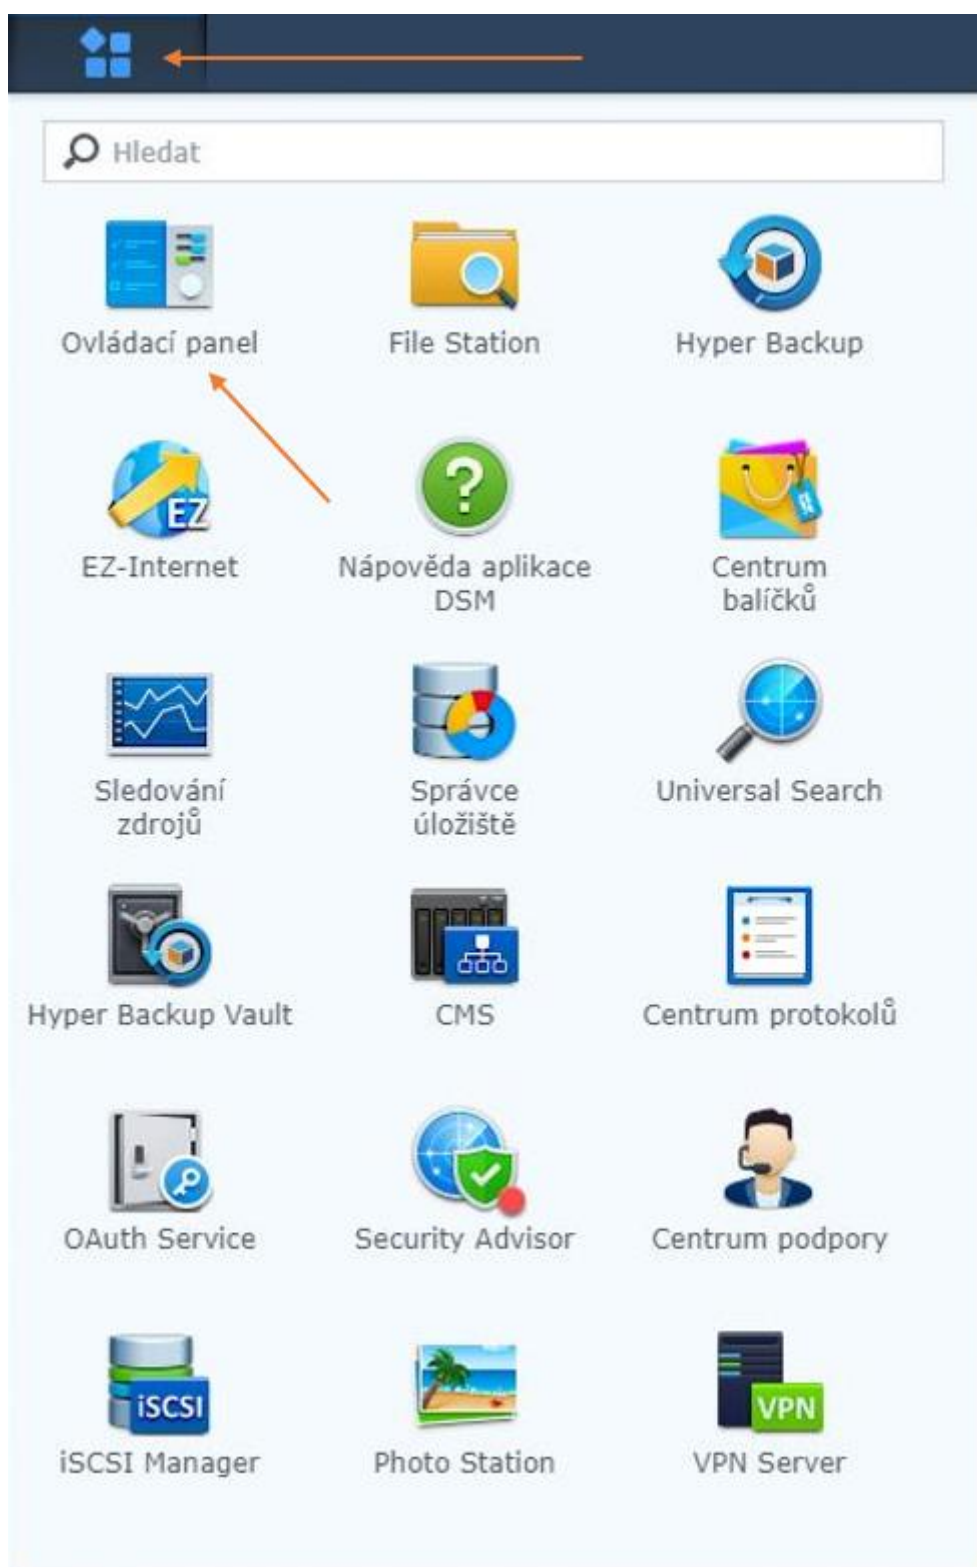 Hledat
Ovládací panel
File Station
Hyper Backup
EZ
EZ-Internet
Nápověda aplikace
DSM
Centrum
balíčků
Sledování
zdrojů
Správce
úložiště
Universal Search
Hyper Backup Vault
CMS
Centrum protokolů
OAuth Service
Security Advisor
Centrum podpory
iSCSI
iSCSI Manager
Photo Station
VPN
VPN Server